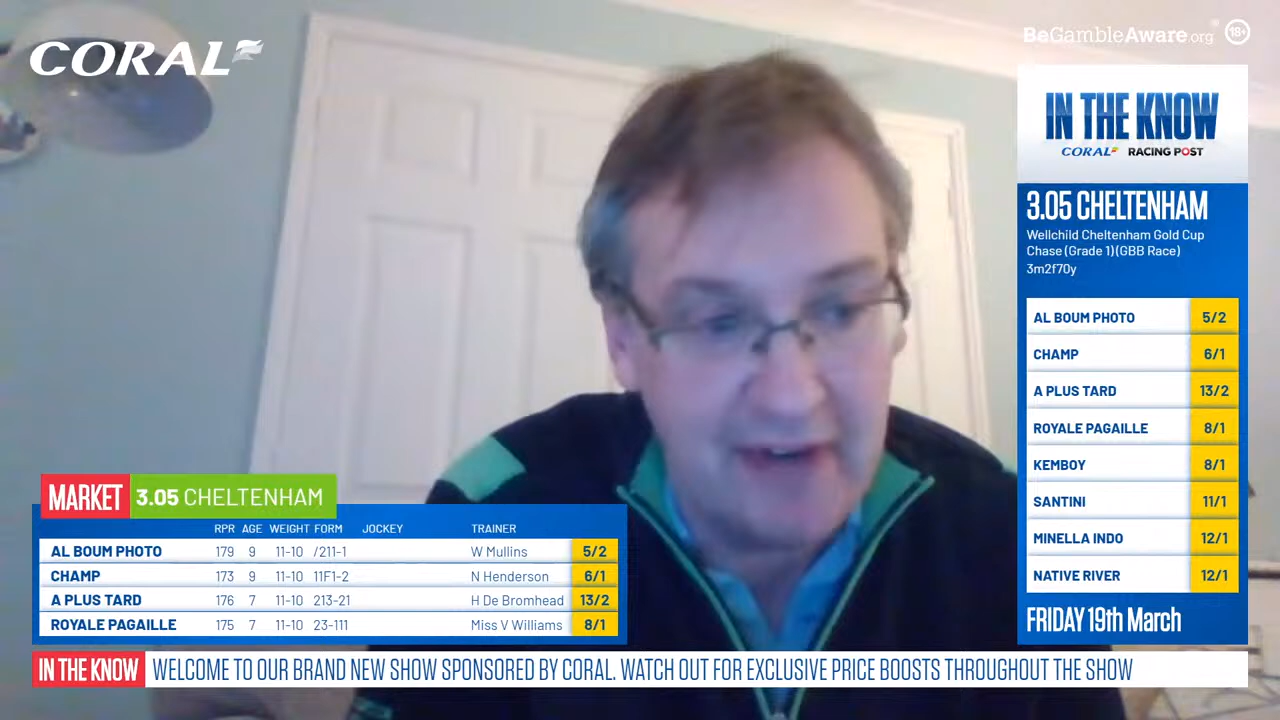 CORAL
BeGambleAware.org 18+
IN THE KNOW
CORAL RACING POST
3.05 CHELTENHAM
Wellchild Cheltenham Gold Cup
Chase (Grade 1) (GBB Race)
3m2f70y
AL BOUM PHOTO 5/2
CHAMP 6/1
A PLUS TARD 13/2
ROYALE PAGAILLE 8/1
KEMBOY 8/1
SANTINI 11/1
MINELLA INDO 12/1
NATIVE RIVER 12/1
FRIDAY 19th March
MARKET 3.05 CHELTENHAM
RPR AGE WEIGHT FORM JOCKEY TRAINER
AL BOUM PHOTO 179 9 11-10 /211-1 W Mullins 5/2
CHAMP 173 9 11-10 11F1-2 N Henderson 6/1
A PLUS TARD 176 7 11-10 213-21 H De Bromhead 13/2
ROYALE PAGAILLE 175 7 11-10 23-111 Miss V Williams 8/1
IN THE KNOW WELCOME TO OUR BRAND NEW SHOW SPONSORED BY CORAL. WATCH OUT FOR EXCLUSIVE PRICE BOOSTS THROUGHOUT THE SHOW